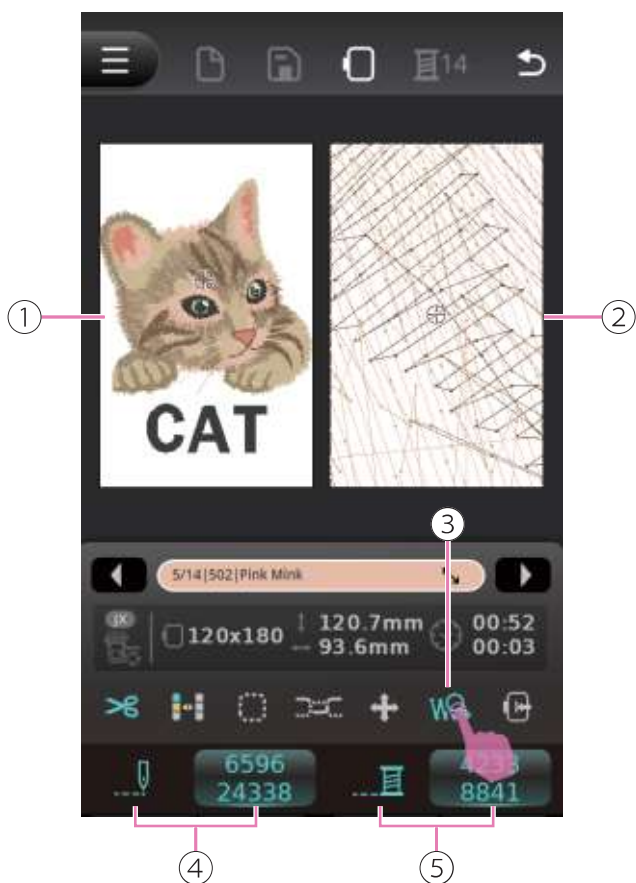 14
CAT
①
②
③
5/14|502|Pink Mink
JX
120x180
120.7mm
93.6mm
00:52
00:03
6596
24338
8841
④
⑤